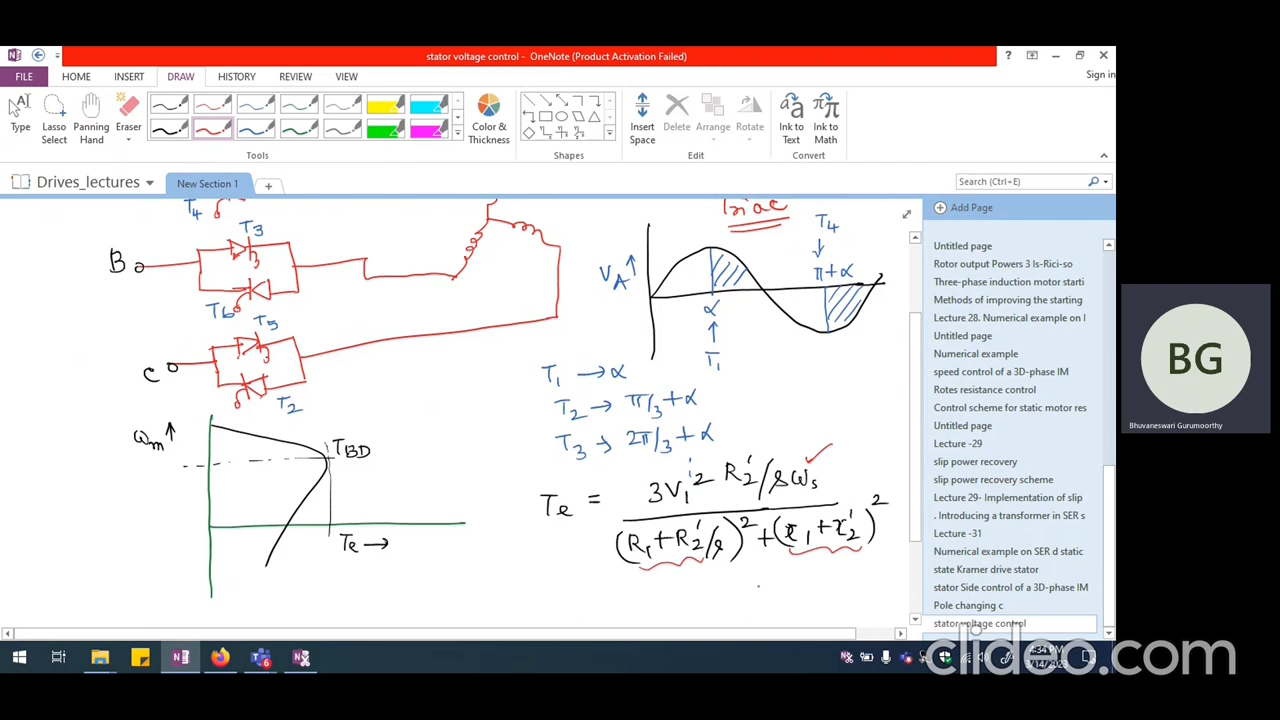 stator voltage control - OneNote (Product Activation Failed)
FILE HOME INSERT DRAW HISTORY REVIEW VIEW
Sign in
Type
Lasso Select
Panning Hand
Eraser
Color & Thickness
Insert Space
Delete
Arrange
Rotate
Ink to Text
Ink to Math
Tools
Shapes
Edit
Convert
Drives_lectures
New Section 1
Search (Ctrl+E)
Add Page
Untitled page
Rotor output Powers 3 Is-Rici-so
Three-phase induction motor starti
Methods of improving the starting
Lecture 28. Numerical example on I
Untitled page
Numerical example
speed control of a 3D-phase IM
Rotes resistance control
Control scheme for static motor res
Untitled page
Lecture -29
slip power recovery
slip power recovery scheme
Lecture 29- Implementation of slip
. Introducing a transformer in SER s
Lecture -31
Numerical example on SER d static
state Kramer drive stator
stator Side control of a 3D-phase IM
Pole changing c
stator voltage control
T4
T3
B
T6
T5
C
T2
Triac
T4
VA↑
π+α
α
T1
T1 → α
T2 → π/3+α
T3 → 2π/3+α
ωm↑
TBD
Te →
Te = 3V1'² R2'/sωs
(R1+R2'/s)² + (x1+x2')²
BG
Bhuvaneswari Gurumoorthy
4:34 PM
3/14/2023
clideo.com